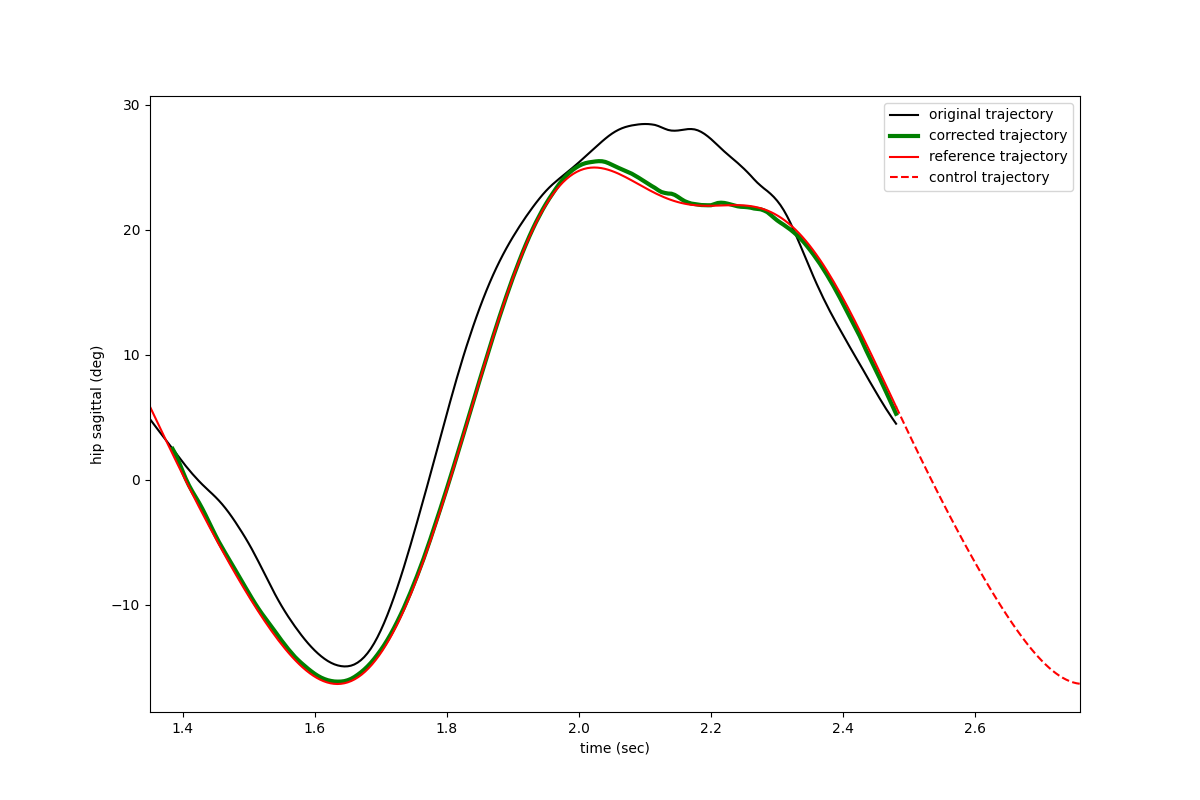 30
20
10
0
−10
hip sagittal (deg)
1.4
1.6
1.8
2.0
2.2
2.4
2.6
time (sec)
original trajectory
corrected trajectory
reference trajectory
control trajectory